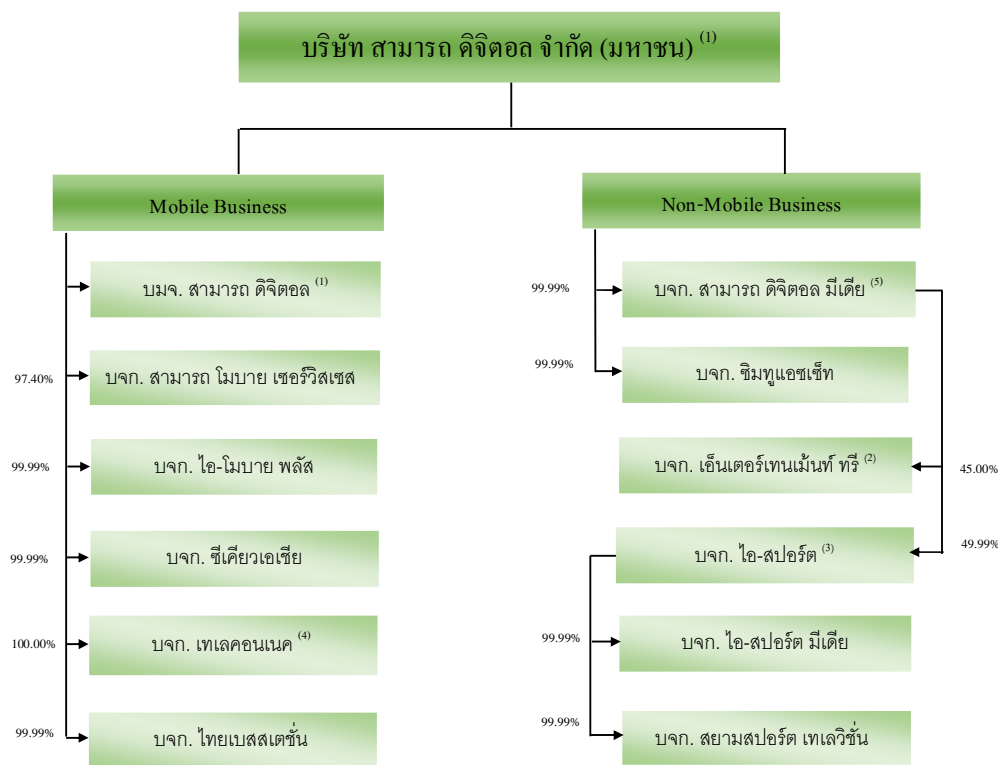 บริษัท สามารถ ดิจิตอล จำกัด (มหาชน) (1)
Mobile Business
บมจ. สามารถ ดิจิตอล (1)
97.40%
บจก. สามารถ โมบาย เซอร์วิสเซส
99.99%
บจก. ไอ-โมบาย พลัส
99.99%
บจก. ซีเคียวเอเชีย
100.00%
บจก. เทเลคอนเนค (4)
99.99%
บจก. ไทยเบสสเตชั่น
Non-Mobile Business
99.99%
บจก. สามารถ ดิจิตอล มีเดีย (5)
99.99%
บจก. ซิมทูแอซเซ็ท
บจก. เอ็นเตอร์เทนเม้นท์ ทรี (2)
45.00%
บจก. ไอ-สปอร์ต (3)
49.99%
99.99%
บจก. ไอ-สปอร์ต มีเดีย
99.99%
บจก. สยามสปอร์ต เทเลวิชั่น